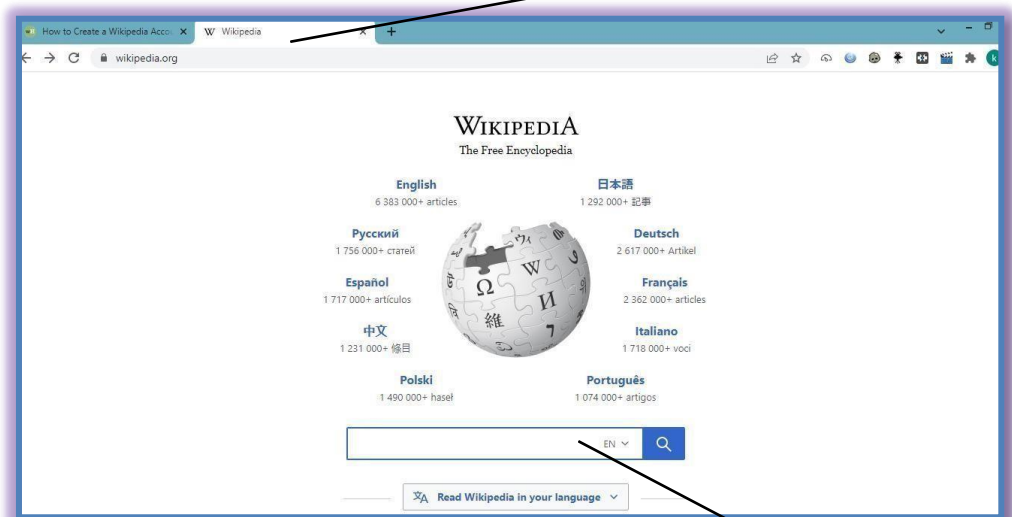 How to Create a Wikipedia Acco
W Wikipedia
wikipedia.org
WIKIPEDIA
The Free Encyclopedia
English
6 383 000+ articles
日本語
1 292 000+ 記事
Русский
1 756 000+ статей
Deutsch
2 617 000+ Artikel
Español
1 717 000+ artículos
Français
2 362 000+ articles
中文
1 231 000+ 條目
Italiano
1 718 000+ voci
Polski
1 490 000+ haseł
Português
1 074 000+ artigos
EN
Read Wikipedia in your language